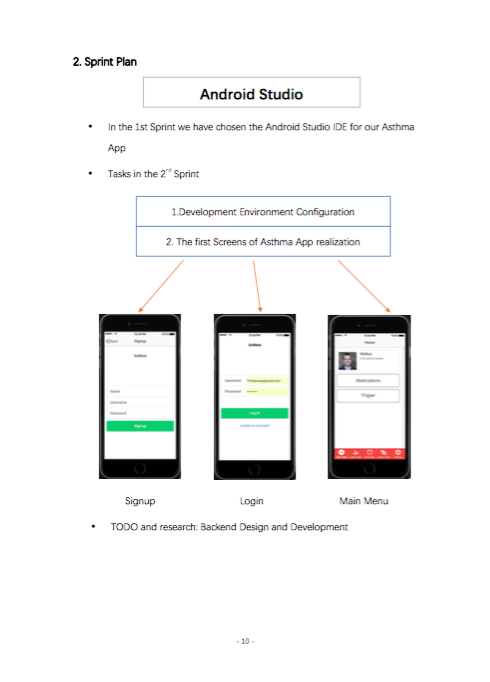 2. Sprint Plan
Android Studio
• In the 1st Sprint we have chosen the Android Studio IDE for our Asthma
App
• Tasks in the 2nd Sprint
1.Development Environment Configuration
2. The first Screens of Asthma App realization
Back Signup
Asthma
Name
Username
Password
Sign up
Asthma
Username
Password
Log in
create an account
Home
Medications
Trigger
Signup Login Main Menu
• TODO and research: Backend Design and Development
- 10 -